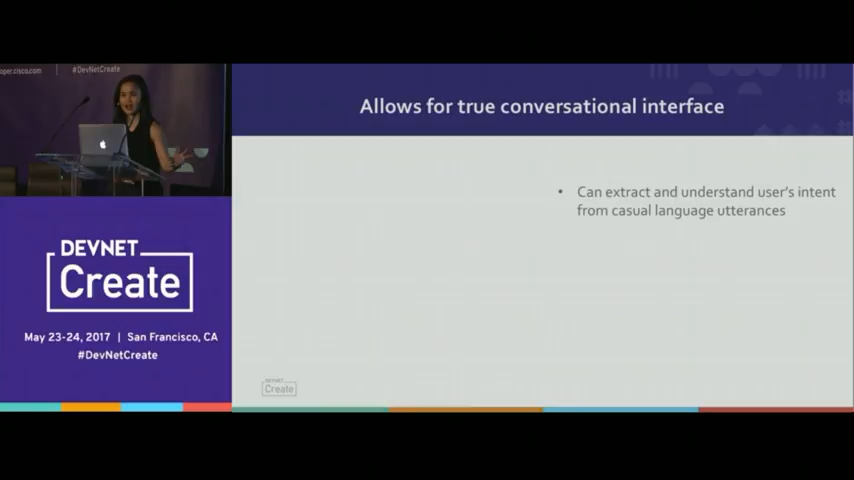 oper.cisco.com | #DevNetCreate
DEVNET
Create
May 23-24, 2017 | San Francisco, CA
#DevNetCreate
Allows for true conversational interface
• Can extract and understand user's intent
from casual language utterances
DEVNET
Create